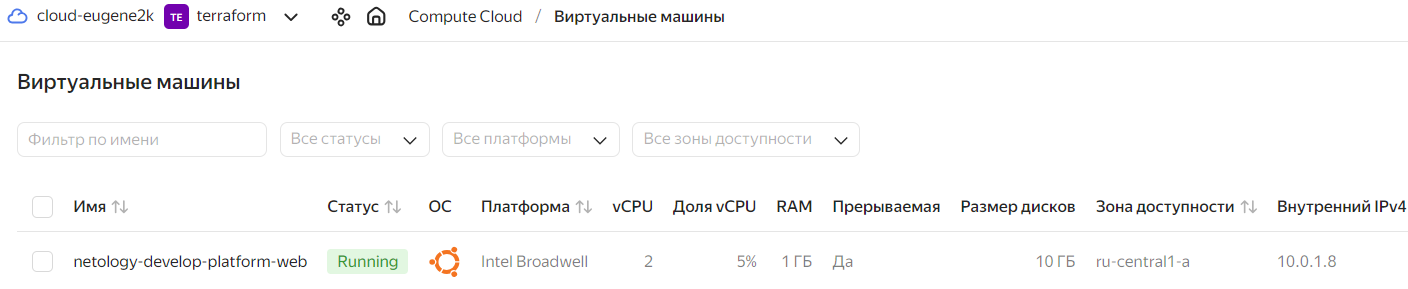 cloud-eugene2k TE terraform Compute Cloud / Виртуальные машины
Виртуальные машины
Фильтр по имени Все статусы Все платформы Все зоны доступности
Имя Статус ОС Платформа vCPU Доля vCPU RAM Прерываемая Размер дисков Зона доступности Внутренний IPv4
netology-develop-platform-web Running Intel Broadwell 2 5% 1 ГБ Да 10 ГБ ru-central1-a 10.0.1.8